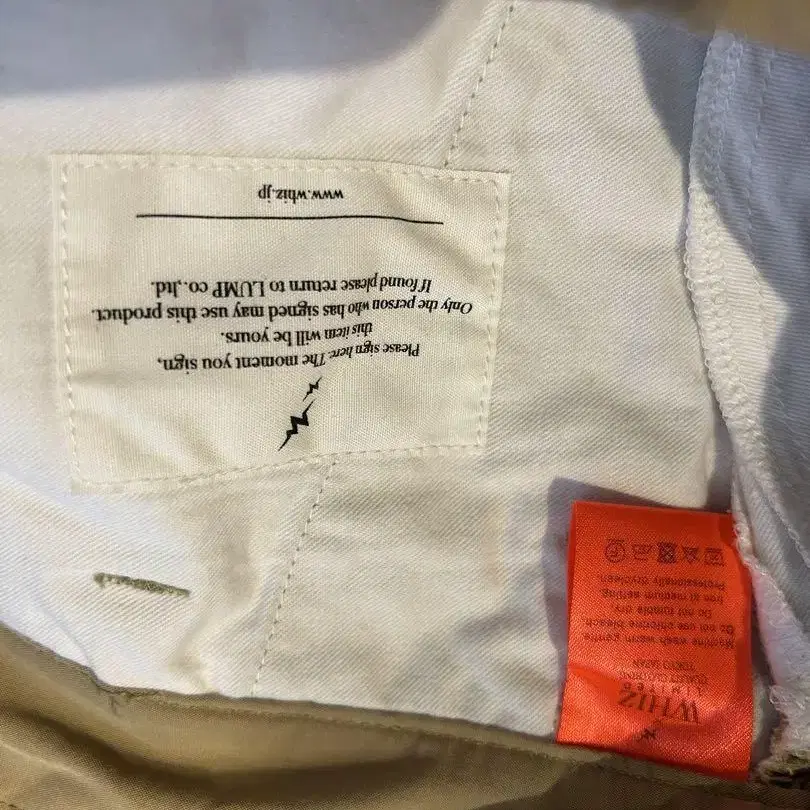 Please sign here. The moment you sign,
this item will be yours.
Only the person who has signed may use this product.
If found please return to LUMP co.,ltd.
www.whiz.jp
WHIZ
LIMITED
QUALITY CLOTHING
TOKYO JAPAN
Machine wash warm gentle
Do not use chlorine bleach.
Do not tumble dry.
Iron at medium setting
Professionally dryclean.